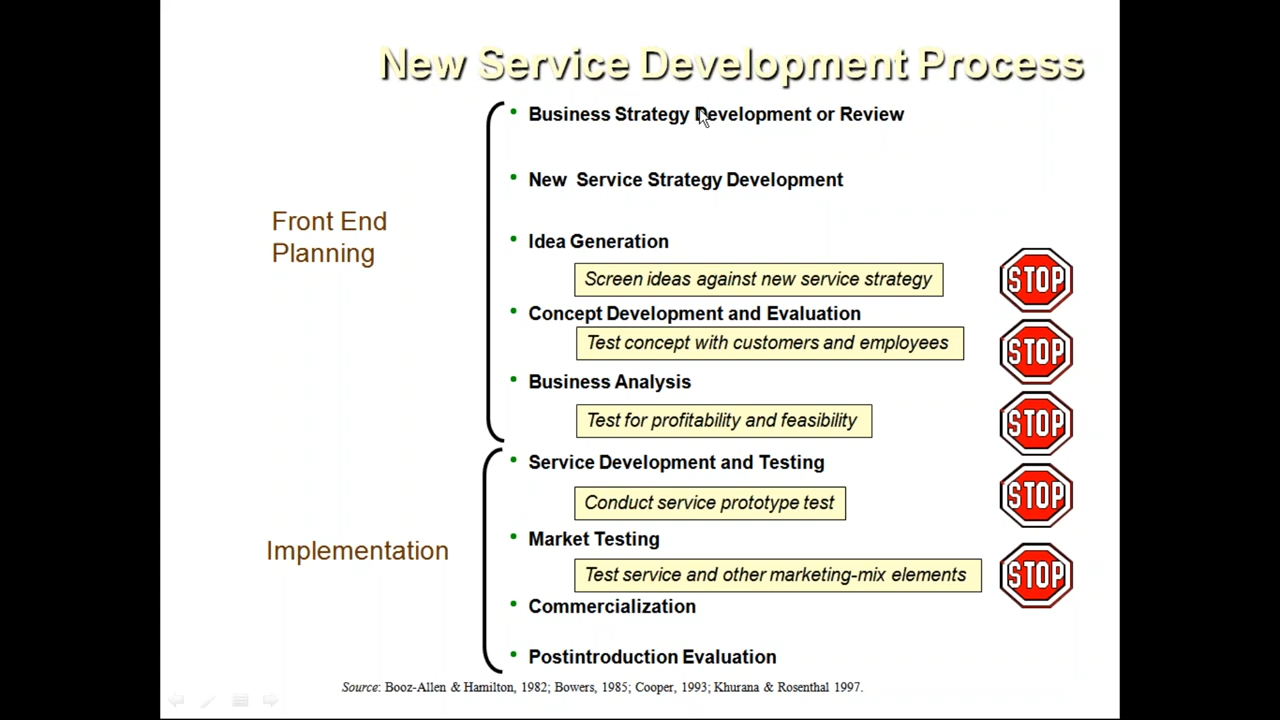 New Service Development Process
Business Strategy Development or Review
New Service Strategy Development
Front End
Planning
Idea Generation
Screen ideas against new service strategy
STOP
Concept Development and Evaluation
Test concept with customers and employees
STOP
Business Analysis
Test for profitability and feasibility
STOP
Service Development and Testing
Conduct service prototype test
STOP
Implementation
Market Testing
Test service and other marketing-mix elements
STOP
Commercialization
Postintroduction Evaluation
Source: Booz-Allen & Hamilton, 1982; Bowers, 1985; Cooper, 1993; Khurana & Rosenthal 1997.